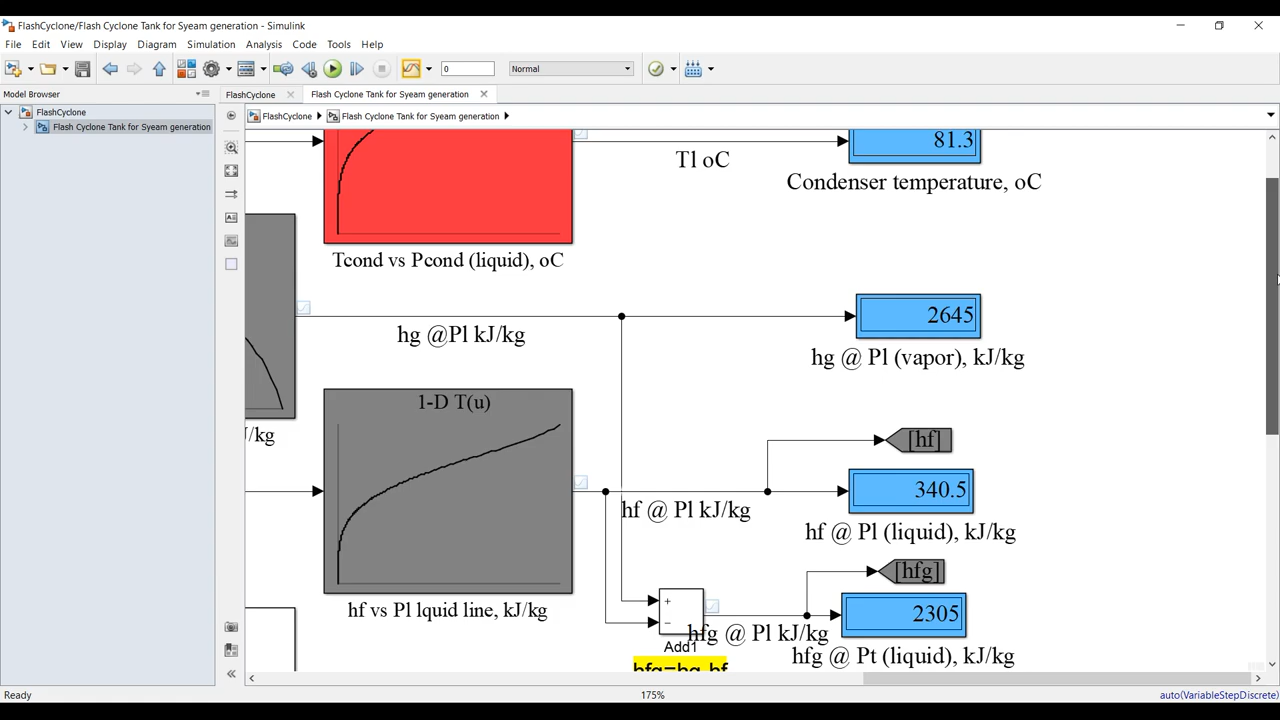 FlashCyclone/Flash Cyclone Tank for Syeam generation - Simulink
File Edit View Display Diagram Simulation Analysis Code Tools Help
0 Normal
Model Browser
FlashCyclone
Flash Cyclone Tank for Syeam generation
FlashCyclone Flash Cyclone Tank for Syeam generation
FlashCyclone Flash Cyclone Tank for Syeam generation
81.3
Tl oC
Condenser temperature, oC
Tcond vs Pcond (liquid), oC
2645
hg @Pl kJ/kg
hg @ Pl (vapor), kJ/kg
1-D T(u)
/kg
[hf]
340.5
hf @ Pl kJ/kg
hf @ Pl (liquid), kJ/kg
[hfg]
hf vs Pl lquid line, kJ/kg
+
−
2305
hfg @ Pl kJ/kg
Add1
hfg @ Pt (liquid), kJ/kg
hfg=hg-hf
Ready 175% auto(VariableStepDiscrete)